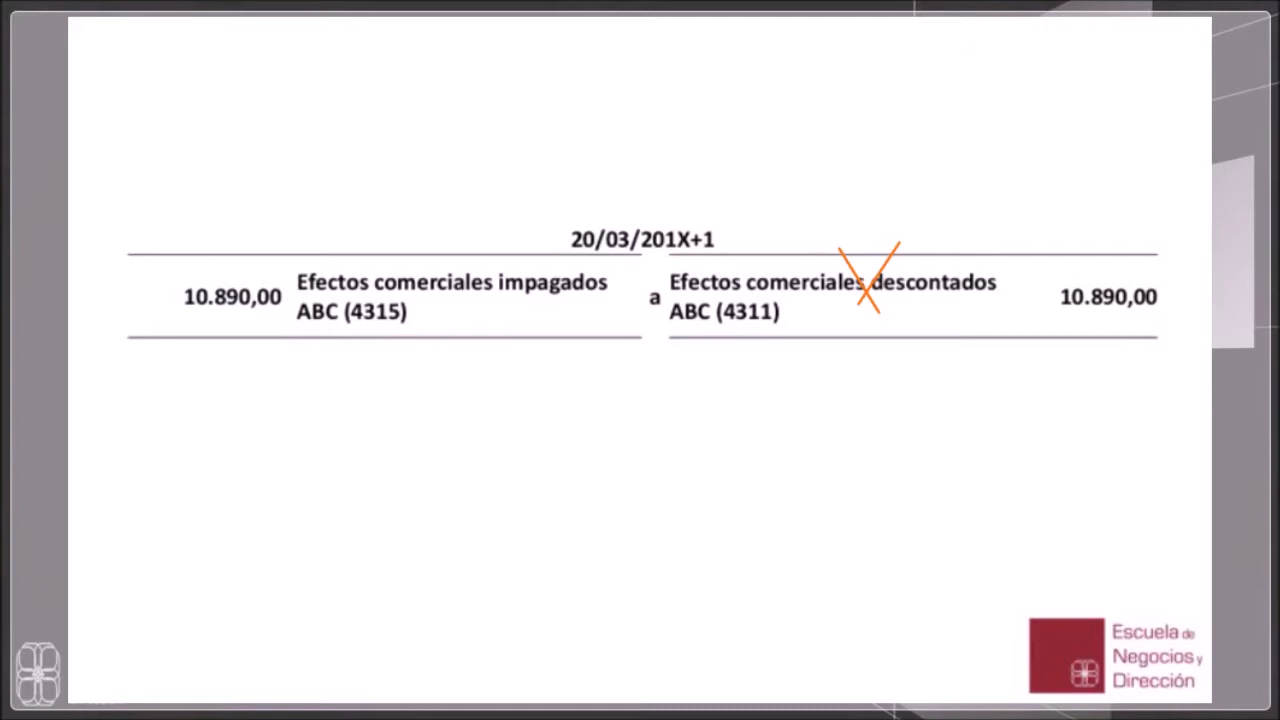 20/03/201X+1
10.890,00 Efectos comerciales impagados ABC (4315) a Efectos comerciales descontados ABC (4311) 10.890,00
Escuela de
Negocios y
Dirección